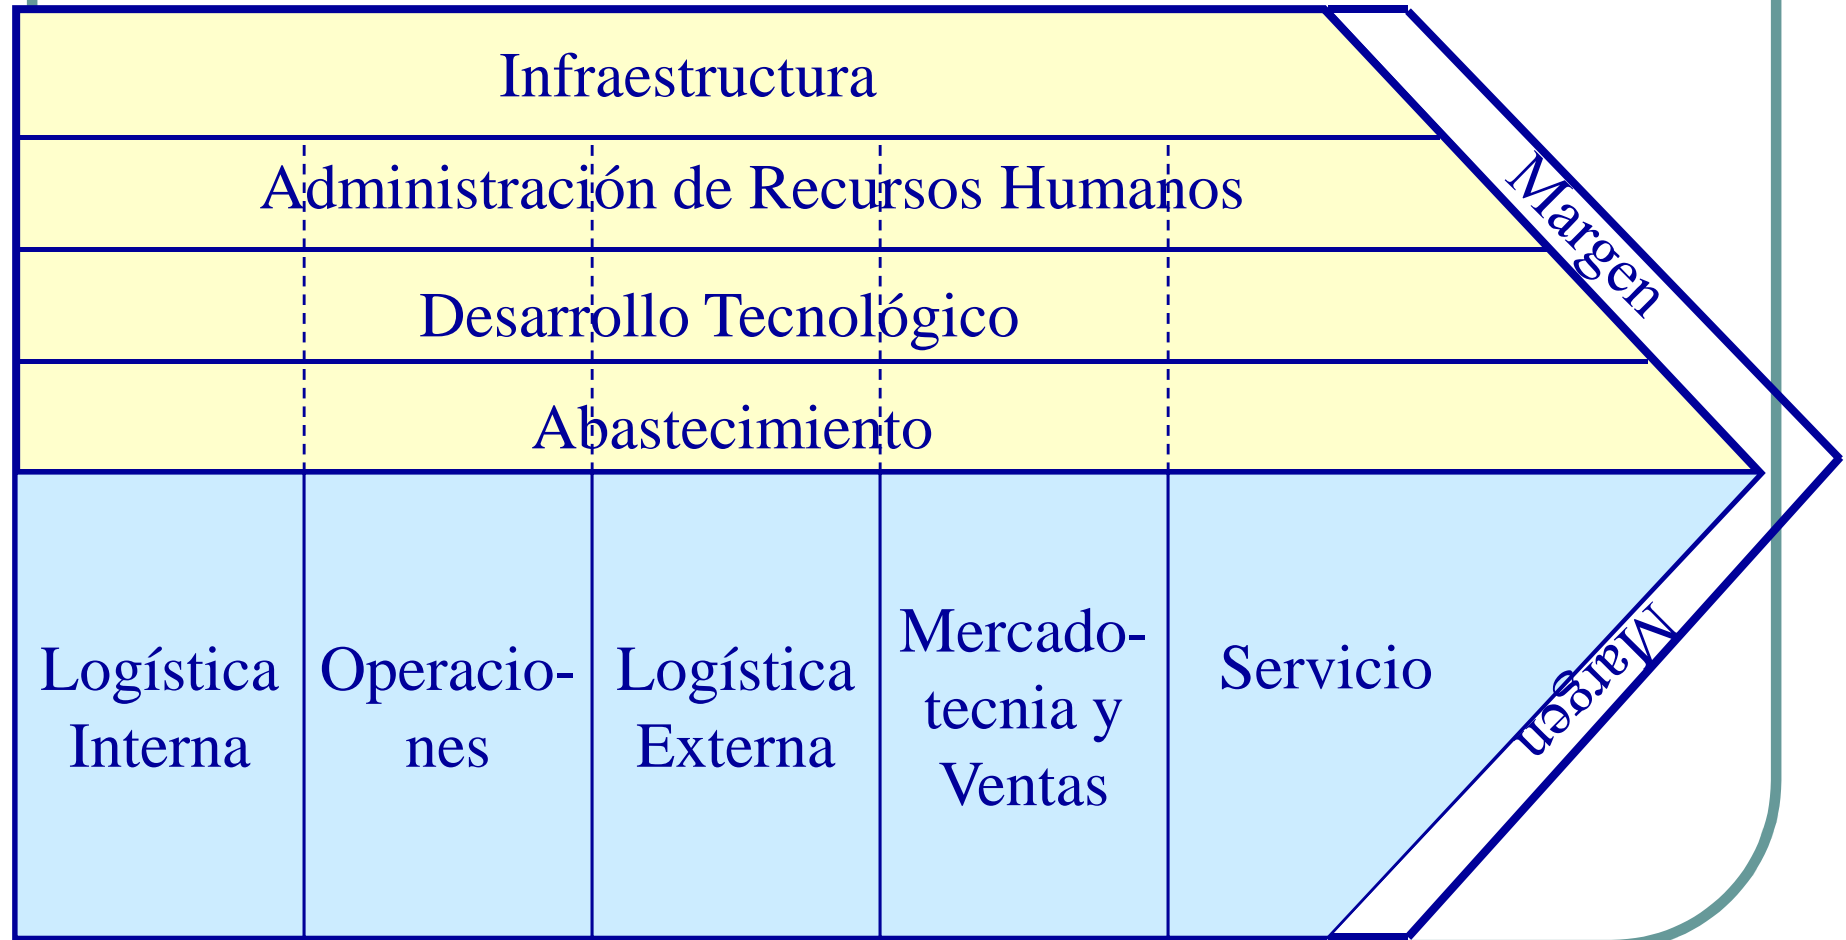 Infraestructura
Administración de Recursos Humanos
Desarrollo Tecnológico
Abastecimiento
Margen
Logística
Interna
Operacio-
nes
Logística
Externa
Mercado-
tecnia y
Ventas
Servicio
Margen